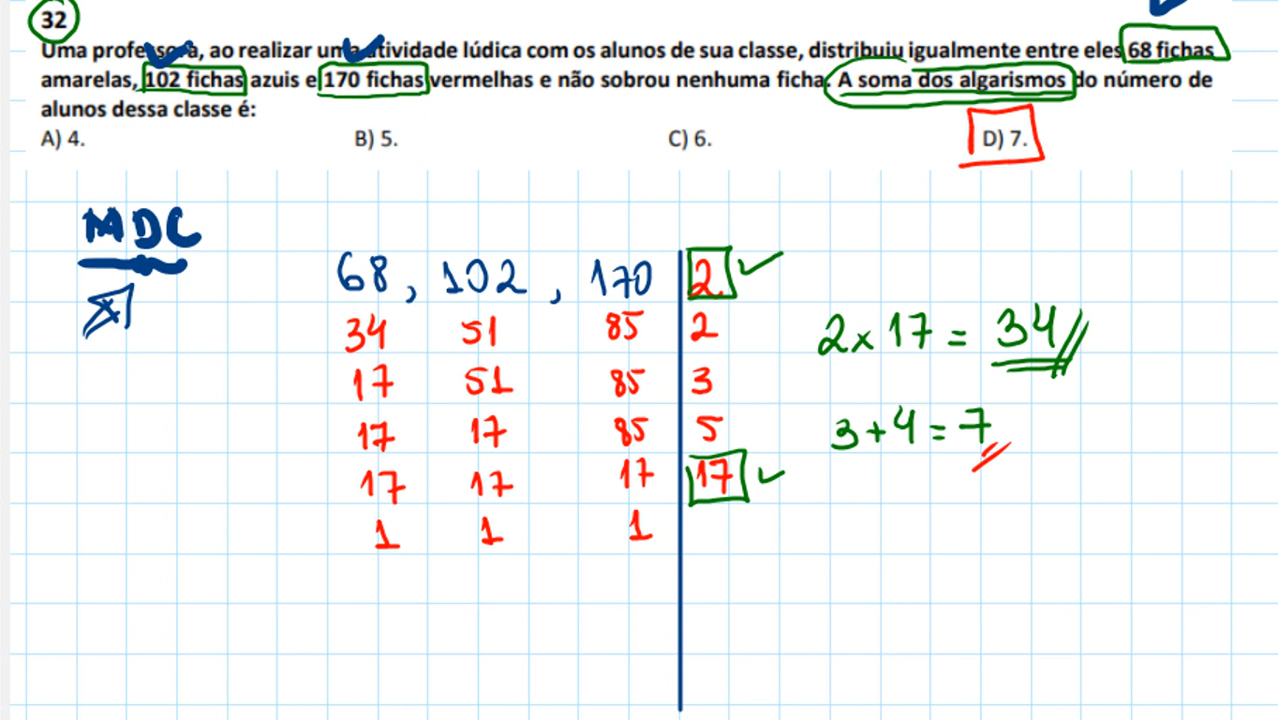 32
Uma professora, ao realizar uma atividade lúdica com os alunos de sua classe, distribuiu igualmente entre eles 68 fichas
amarelas, 102 fichas azuis e 170 fichas vermelhas e não sobrou nenhuma ficha. A soma dos algarismos do número de
alunos dessa classe é:
A) 4. B) 5. C) 6. D) 7.
MDC
68, 102, 170 2
34 51 85 2
17 51 85 3
17 17 85 5
17 17 17 17
1 1 1
2 x 17 = 34
3 + 4 = 7